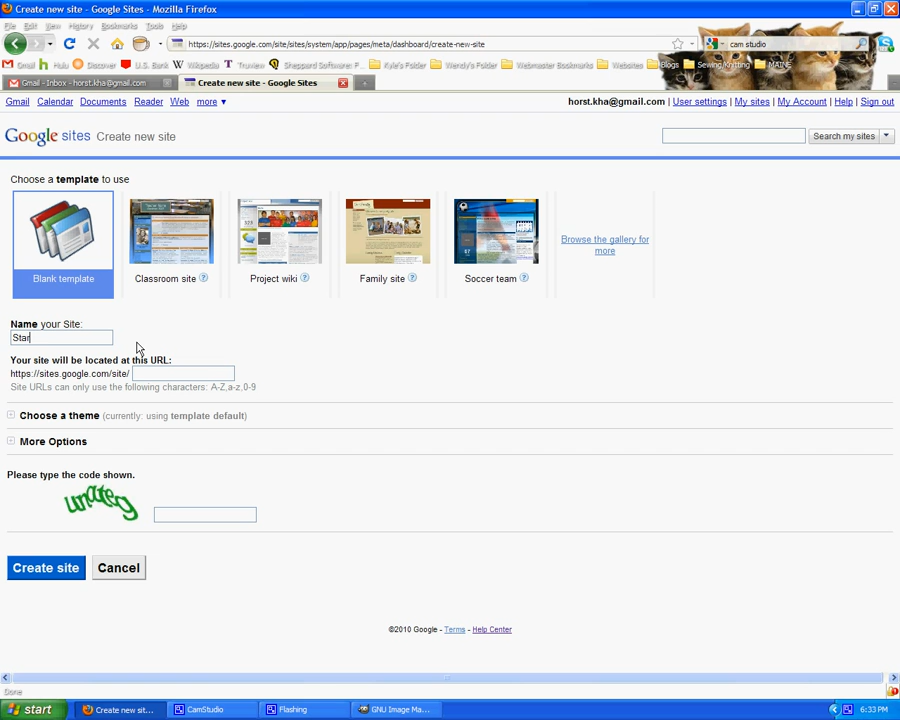 Create new site - Google Sites - Mozilla Firefox
File Edit View History Bookmarks Tools Help
https://sites.google.com/site/sites/system/app/pages/meta/dashboard/create-new-site
cam studio
Gmail Hulu Discover U.S. Bank Wikipedia Truview Sheppard Software: F... Kyle's Folder Wendy's Folder Webmaster Bookmarks Websites Blogs Sewing/Knitting MAINE
Gmail - Inbox - horst.kha@gmail.com
Create new site - Google Sites
Gmail Calendar Documents Reader Web more ▼
horst.kha@gmail.com | User settings | My sites | My Account | Help | Sign out
Google sites Create new site
Search my sites
Choose a template to use
Browse the gallery for
more
Blank template
Classroom site ?
Project wiki ?
Family site ?
Soccer team ?
Name your Site:
Star
Your site will be located at this URL:
https://sites.google.com/site/
Site URLs can only use the following characters: A-Z,a-z,0-9
Choose a theme (currently: using template default)
More Options
Please type the code shown.
Create site
Cancel
©2010 Google - Terms - Help Center
Done
start
Create new sit...
CamStudio
Flashing
GNU Image Ma...
6:33 PM